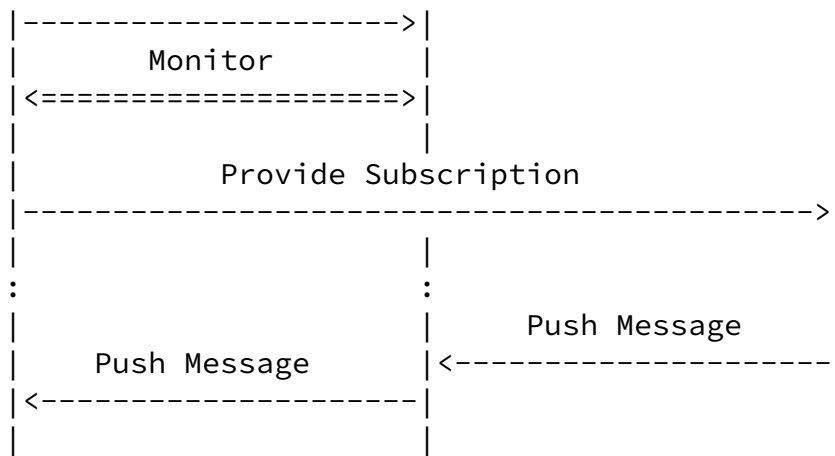 |--------------------->|
|       Monitor        |
|<====================>|
|                      |
|           Provide Subscription
|-------------------------------------------->
|                      |
:                      :
|                      |     Push Message
|    Push Message      |<---------------------
|<---------------------|
|                      |